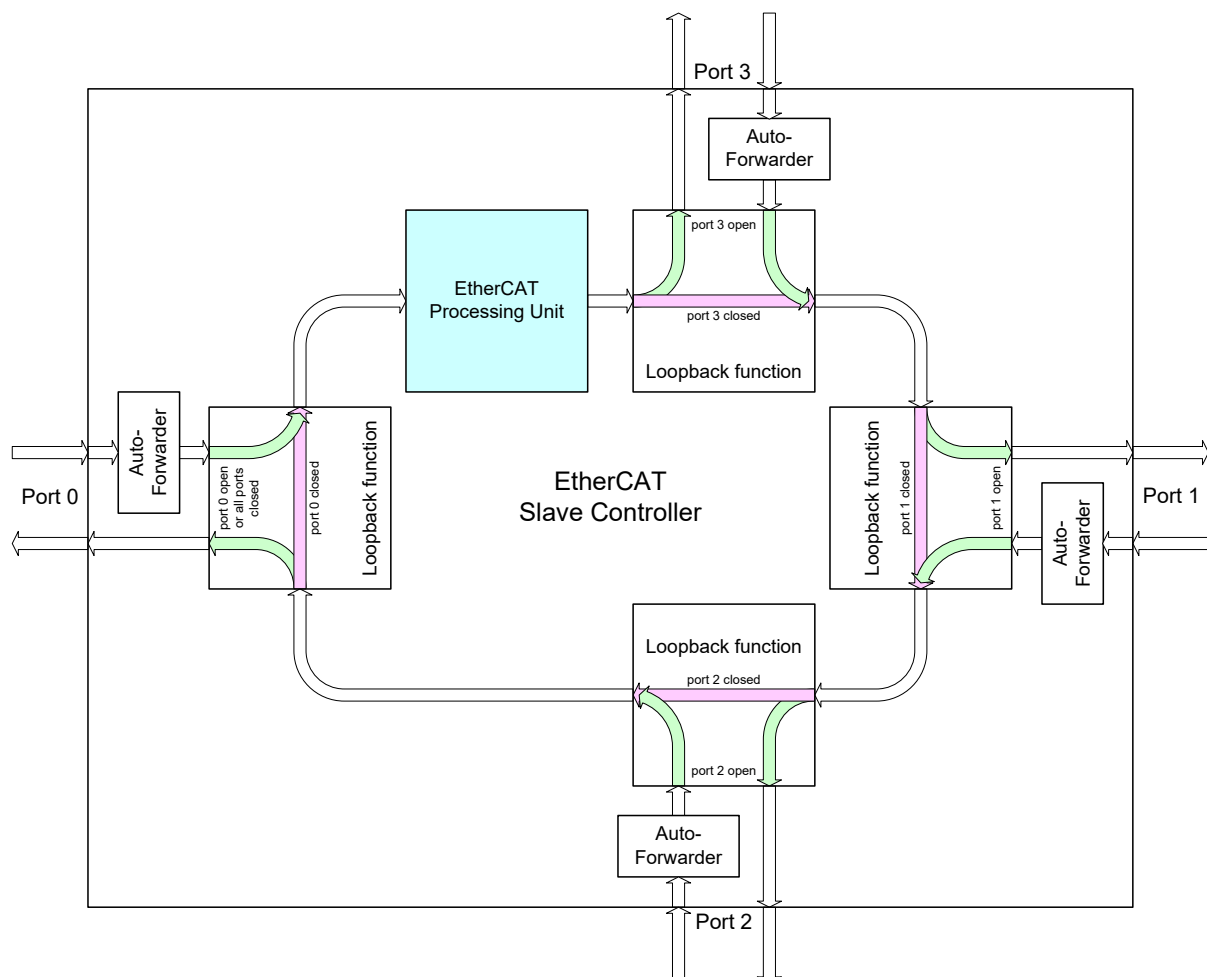 Port 3
Auto-
Forwarder
port 3 open
EtherCAT
Processing Unit
port 3 closed
Loopback function
Auto-
Forwarder
port 0 open
or all ports
closed
port 0 closed
Loopback function
Port 0
EtherCAT
Slave Controller
Loopback function
port 1 closed
port 1 open
Port 1
Auto-
Forwarder
Loopback function
port 2 closed
port 2 open
Auto-
Forwarder
Port 2